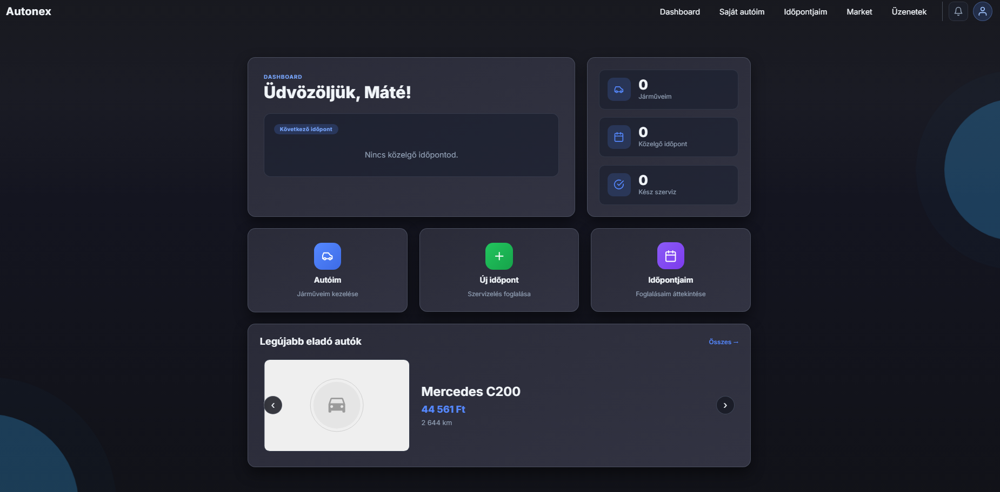 Autonex
Dashboard
Saját autóim
Időpontjaim
Market
Üzenetek
DASHBOARD
Üdvözöljük, Máté!
Következő időpont
Nincs közelgő időpontod.
0
Járműveim
0
Közelgő időpont
0
Kész szerviz
Autóim
Járműveim kezelése
Új időpont
Szervizelés foglalása
Időpontjaim
Foglalásaim áttekintése
Legújabb eladó autók
Összes →
Mercedes C200
44 561 Ft
2 644 km